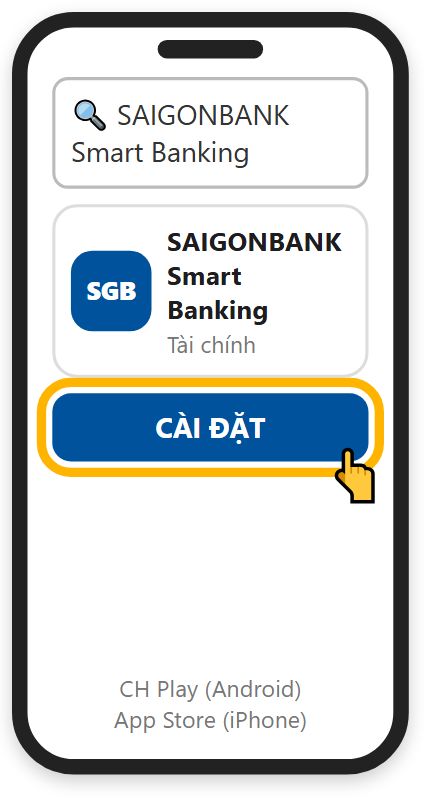 SAIGONBANK
Smart Banking
SGB
SAIGONBANK
Smart
Banking
Tài chính
CÀI ĐẶT
CH Play (Android)
App Store (iPhone)